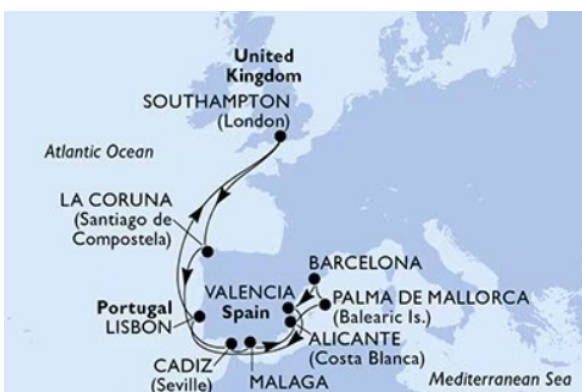 United
Kingdom
SOUTHAMPTON
(London)
Atlantic Ocean
LA CORUNA
(Santiago de
Compostela)
BARCELONA
VALENCIA
PALMA DE MALLORCA
(Balearic Is.)
Portugal
Spain
LISBON
ALICANTE
(Costa Blanca)
CADIZ
(Seville)
MALAGA
Mediterranean Sea